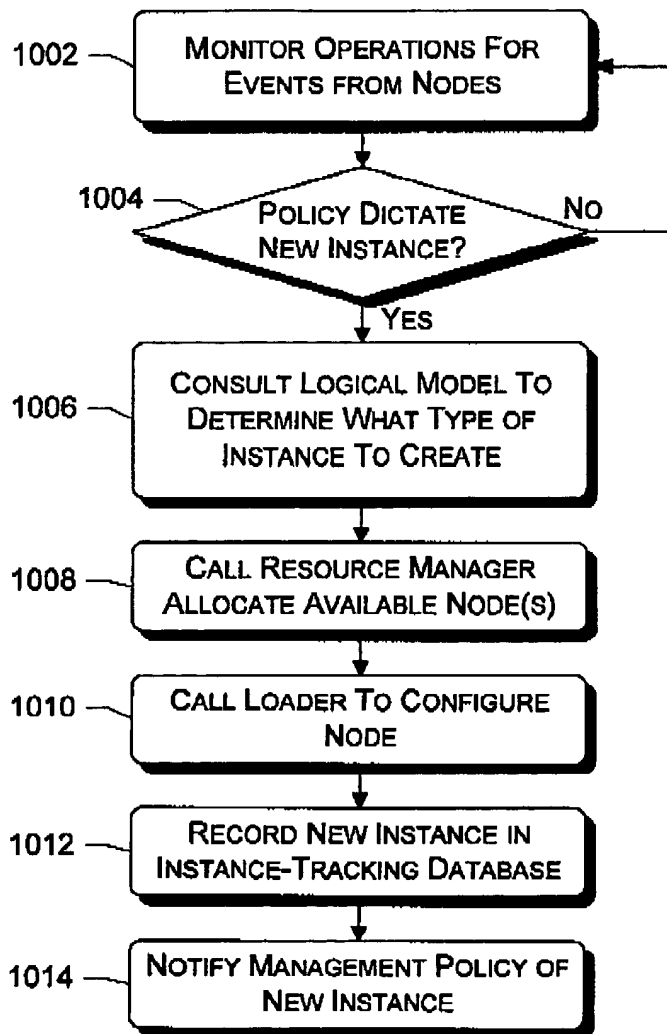 1002
MONITOR OPERATIONS FOR
EVENTS FROM NODES
1004
POLICY DICTATE
NEW INSTANCE?
NO
YES
1006
CONSULT LOGICAL MODEL TO
DETERMINE WHAT TYPE OF
INSTANCE TO CREATE
1008
CALL RESOURCE MANAGER
ALLOCATE AVAILABLE NODE(S)
1010
CALL LOADER TO CONFIGURE
NODE
1012
RECORD NEW INSTANCE IN
INSTANCE-TRACKING DATABASE
1014
NOTIFY MANAGEMENT POLICY OF
NEW INSTANCE